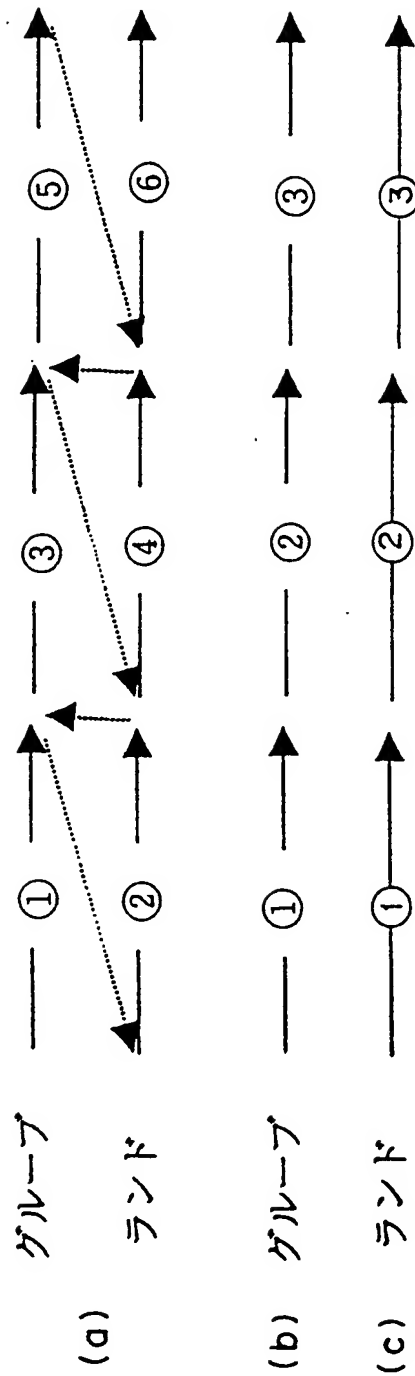 (a) グルーブ ① ③ ⑤
ランド ② ④ ⑥
(b) グルーブ ① ② ③
(c) ランド ① ② ③